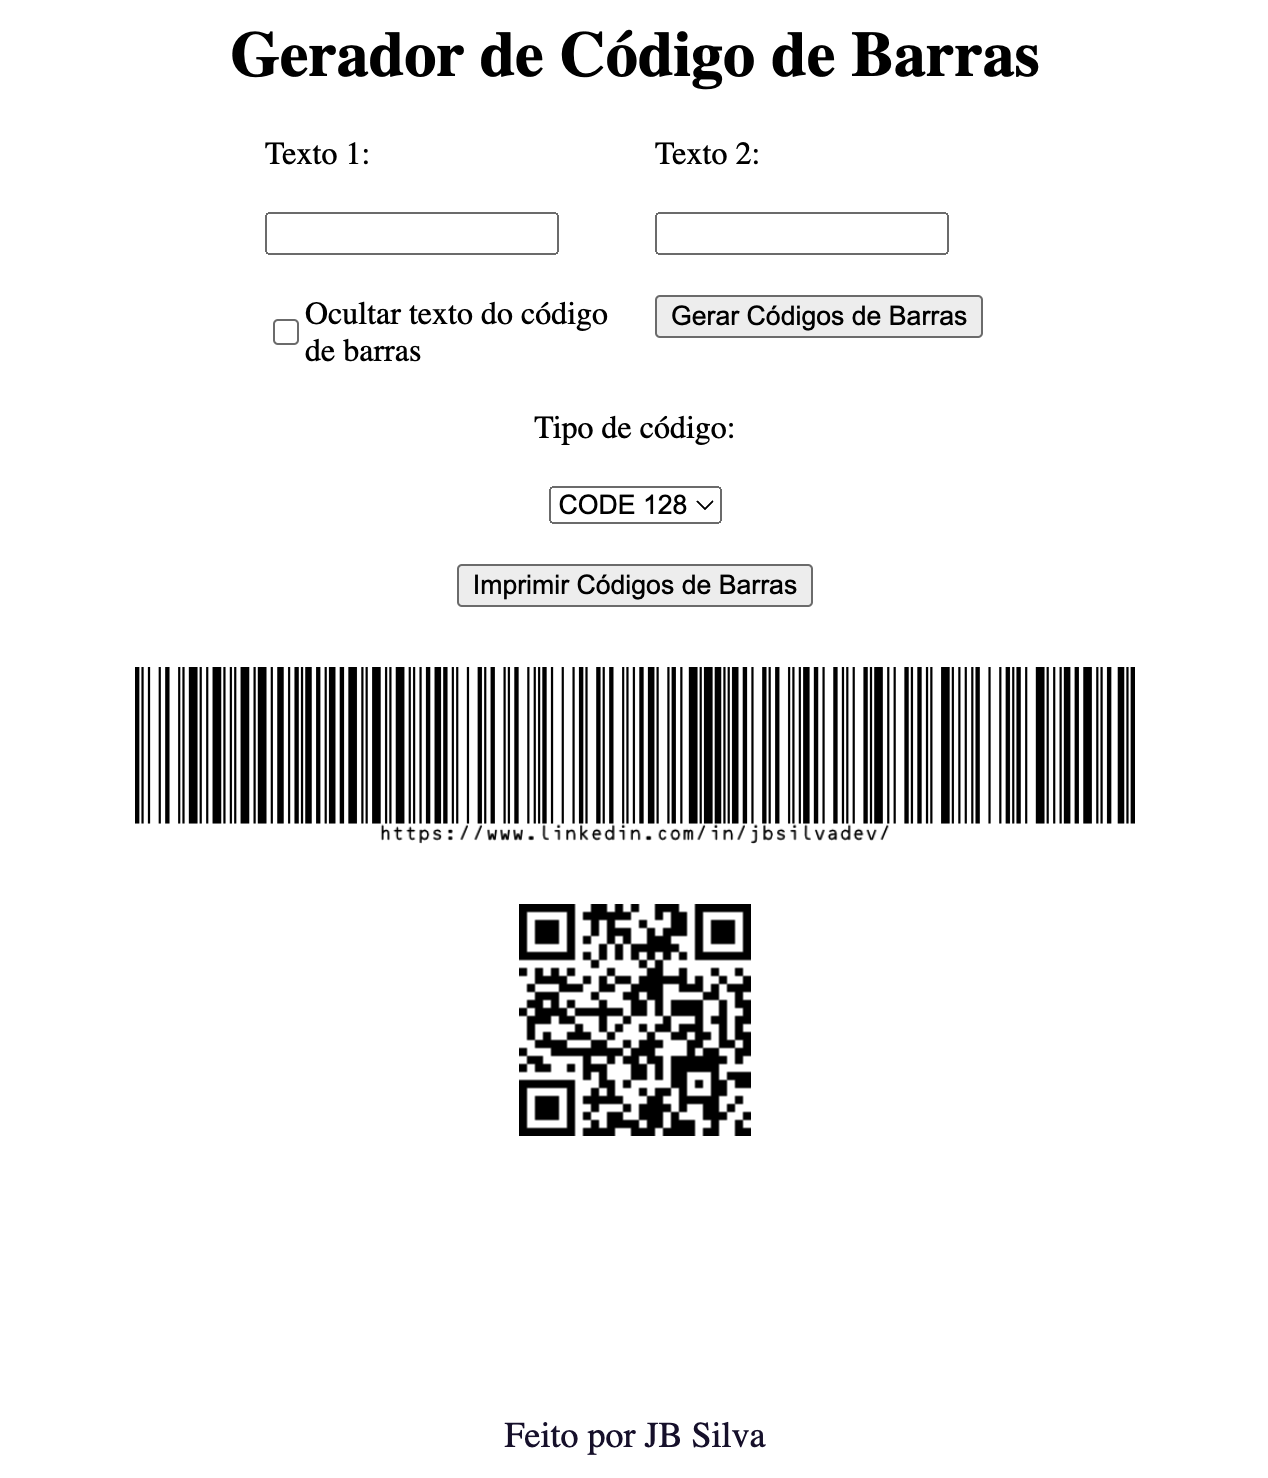 Gerador de Código de Barras
Texto 1:
Texto 2:
Ocultar texto do código
de barras
Gerar Códigos de Barras
Tipo de código:
CODE 128
Imprimir Códigos de Barras
https://www.linkedin.com/in/jbsilvadev/
Feito por JB Silva